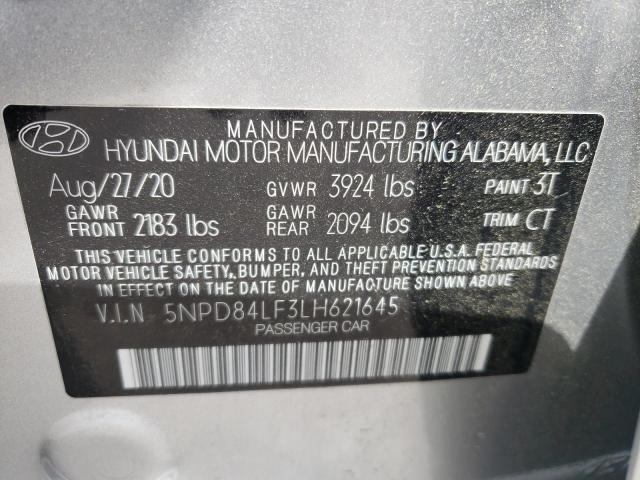 MANUFACTURED BY
HYUNDAI MOTOR MANUFACTURING ALABAMA, LLC
Aug/27/20 GVWR 3924 lbs PAINT 3T
GAWR FRONT 2183 lbs GAWR REAR 2094 lbs TRIM CT
THIS VEHICLE CONFORMS TO ALL APPLICABLE U.S.A. FEDERAL
MOTOR VEHICLE SAFETY, BUMPER, AND THEFT PREVENTION STANDARDS
IN EFFECT ON THE DATE OF MANUFACTURE SHOWN ABOVE
V.I.N 5NPD84LF3LH621645
PASSENGER CAR